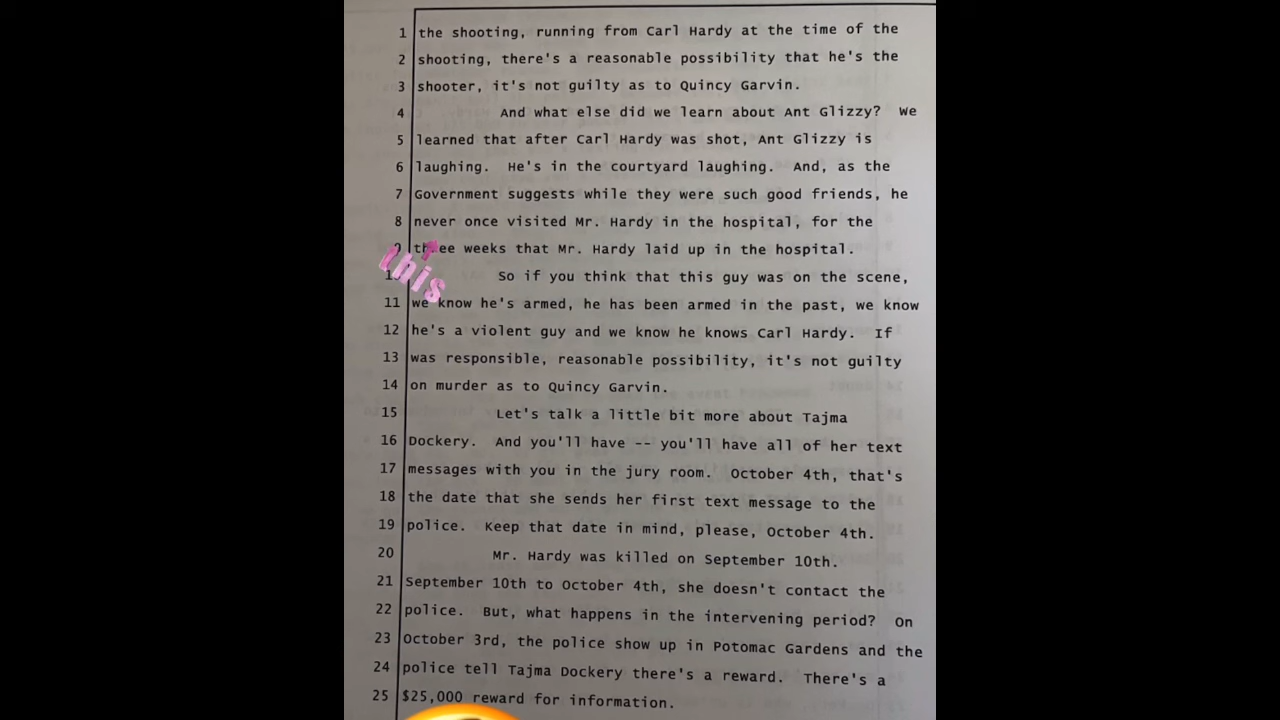 1 the shooting, running from Carl Hardy at the time of the
2 shooting, there's a reasonable possibility that he's the
3 shooter, it's not guilty as to Quincy Garvin.
4 And what else did we learn about Ant Glizzy? We
5 learned that after Carl Hardy was shot, Ant Glizzy is
6 laughing. He's in the courtyard laughing. And, as the
7 Government suggests while they were such good friends, he
8 never once visited Mr. Hardy in the hospital, for the
9 three weeks that Mr. Hardy laid up in the hospital.
this
10 So if you think that this guy was on the scene,
11 we know he's armed, he has been armed in the past, we know
12 he's a violent guy and we know he knows Carl Hardy. If
13 was responsible, reasonable possibility, it's not guilty
14 on murder as to Quincy Garvin.
15 Let's talk a little bit more about Tajma
16 Dockery. And you'll have -- you'll have all of her text
17 messages with you in the jury room. October 4th, that's
18 the date that she sends her first text message to the
19 police. Keep that date in mind, please, October 4th.
20 Mr. Hardy was killed on September 10th.
21 September 10th to October 4th, she doesn't contact the
22 police. But, what happens in the intervening period? On
23 October 3rd, the police show up in Potomac Gardens and the
24 police tell Tajma Dockery there's a reward. There's a
25 $25,000 reward for information.